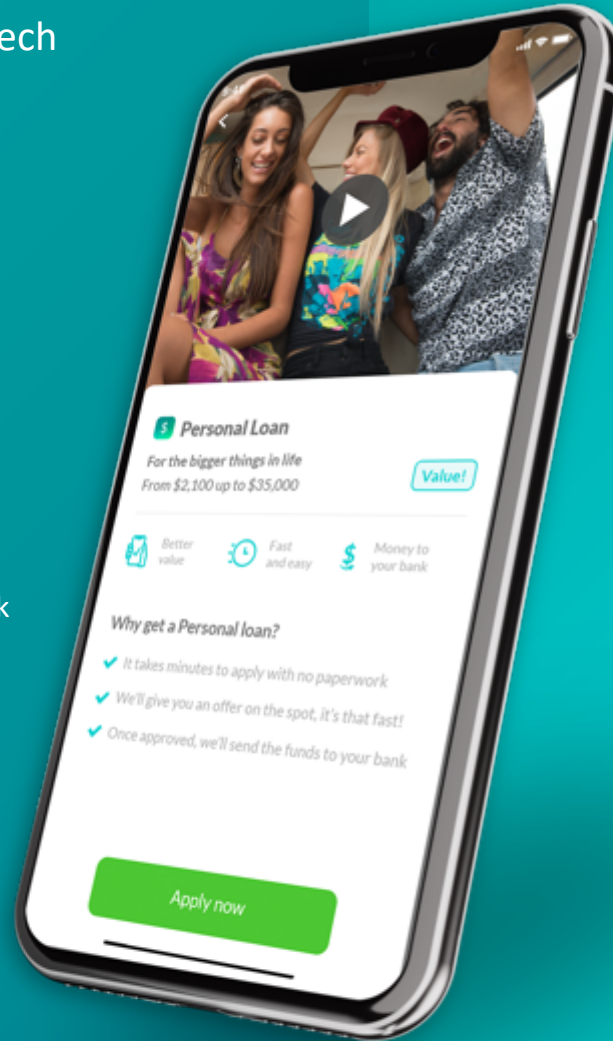 ech
k
$ Personal Loan
For the bigger things in life
From $2,100 up to $35,000
Value!
Better
value
Fast
and easy
$ Money to
your bank
Why get a Personal loan?
It takes minutes to apply with no paperwork
We'll give you an offer on the spot, it's that fast!
Once approved, we'll send the funds to your bank
Apply now